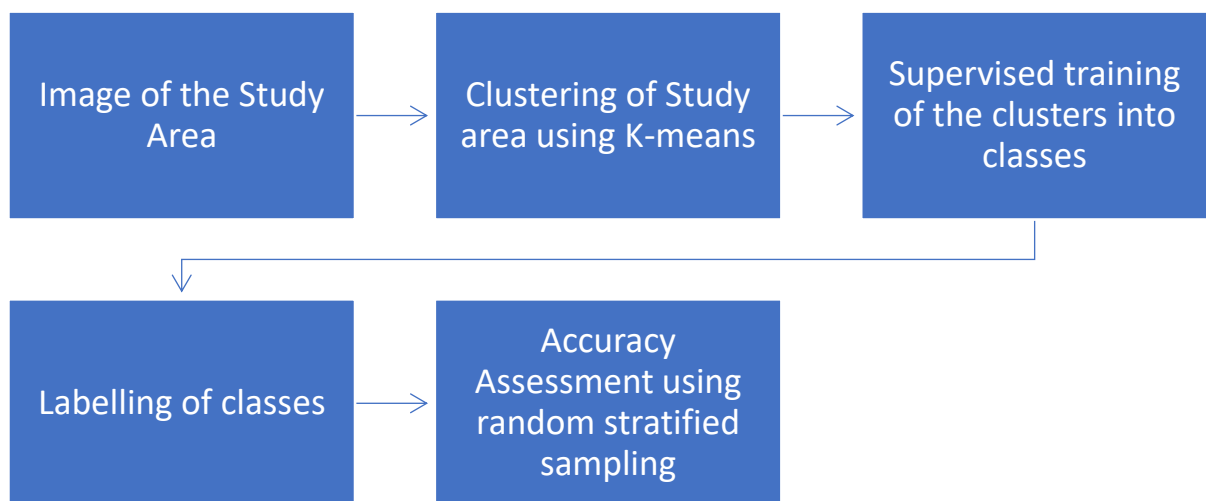 Image of the Study
Area
Clustering of Study
area using K-means
Supervised training
of the clusters into
classes
Labelling of classes
Accuracy
Assessment using
random stratified
sampling